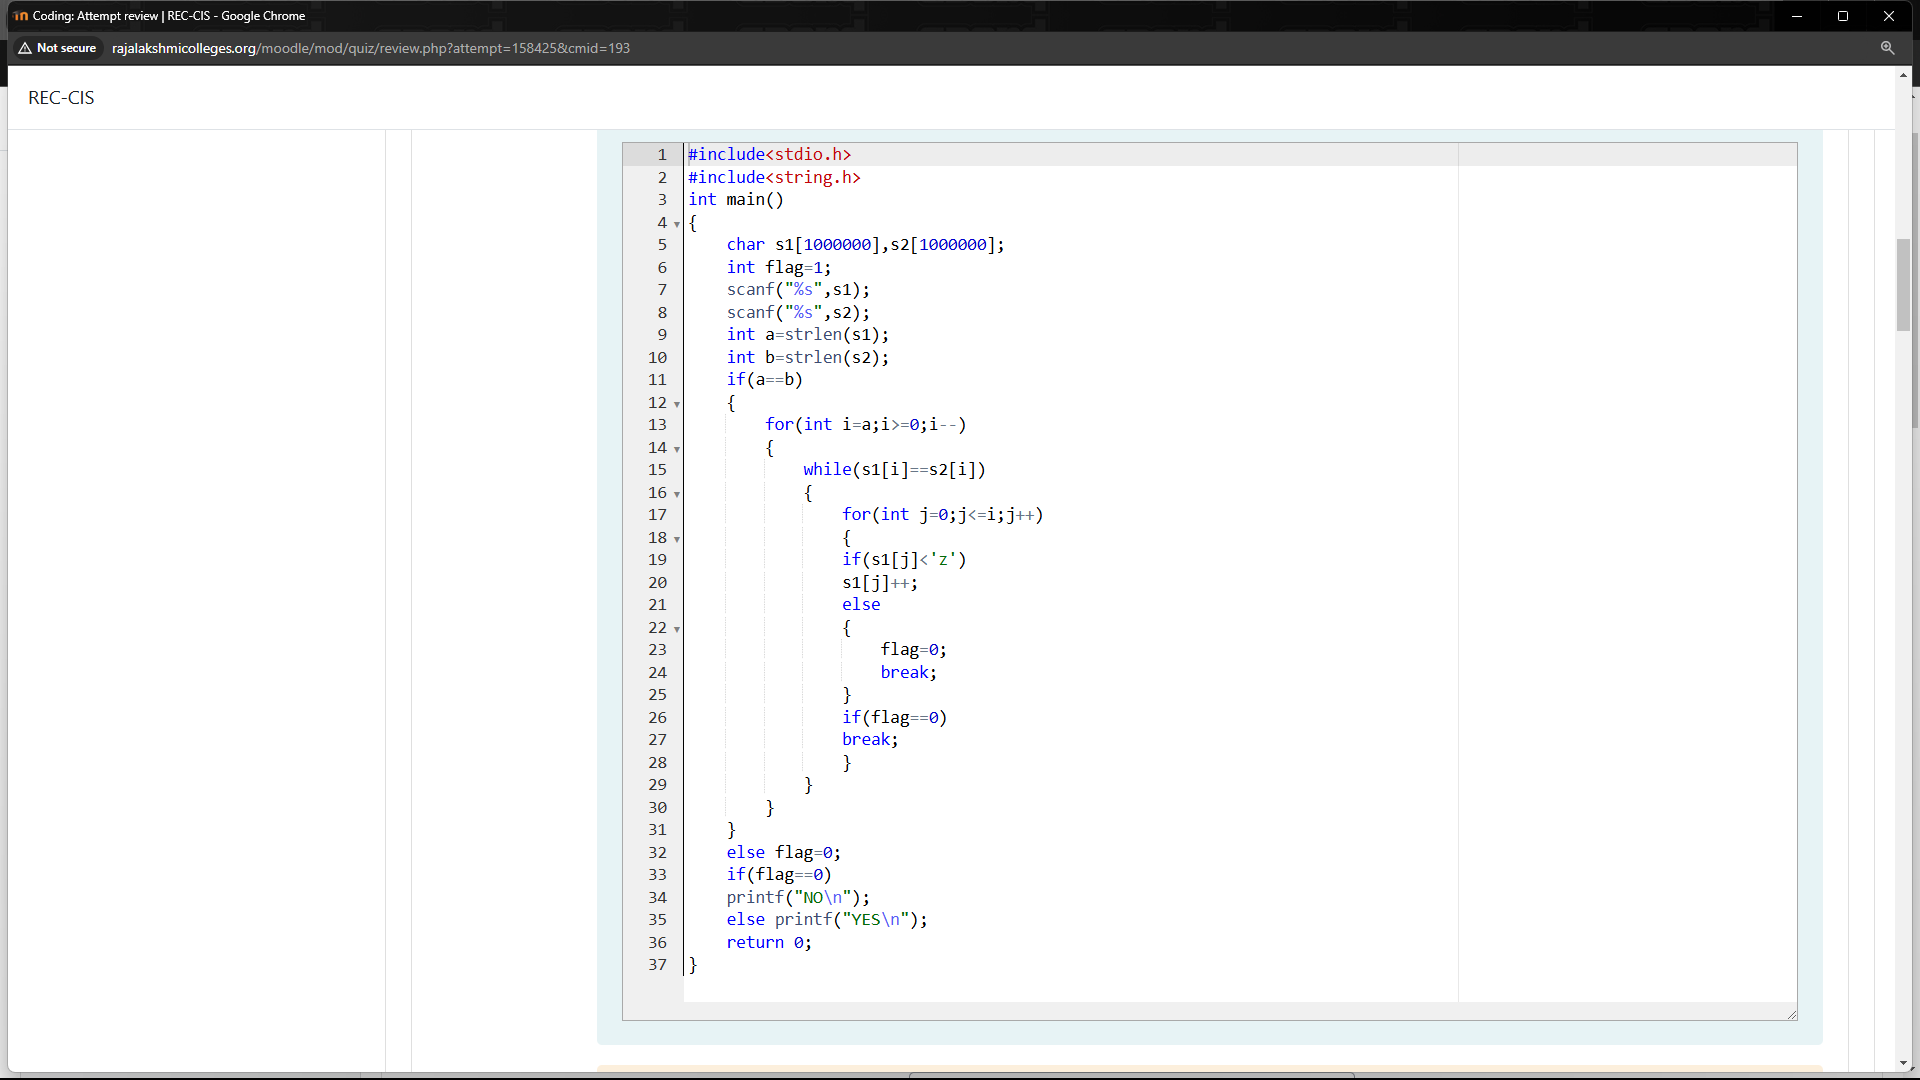 Coding: Attempt review | REC-CIS - Google Chrome
Not secure rajalakshmicolleges.org/moodle/mod/quiz/review.php?attempt=158425&cmid=193
REC-CIS
1 #include<stdio.h>
2 #include<string.h>
3 int main()
4 {
5 char s1[1000000],s2[1000000];
6 int flag=1;
7 scanf("%s",s1);
8 scanf("%s",s2);
9 int a=strlen(s1);
10 int b=strlen(s2);
11 if(a==b)
12 {
13 for(int i=a;i>=0;i--)
14 {
15 while(s1[i]==s2[i])
16 {
17 for(int j=0;j<=i;j++)
18 {
19 if(s1[j]<'z')
20 s1[j]++;
21 else
22 {
23 flag=0;
24 break;
25 }
26 if(flag==0)
27 break;
28 }
29 }
30 }
31 }
32 else flag=0;
33 if(flag==0)
34 printf("NO\n");
35 else printf("YES\n");
36 return 0;
37 }